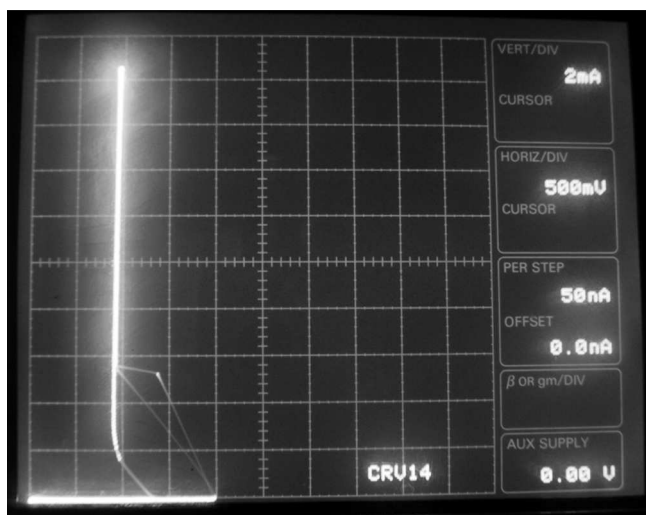 VERT/DIV
2mA
CURSOR
HORIZ/DIV
500mV
CURSOR
PER STEP
50nA
OFFSET
0.0nA
β OR gm/DIV
CRV14
AUX SUPPLY
0.00 V